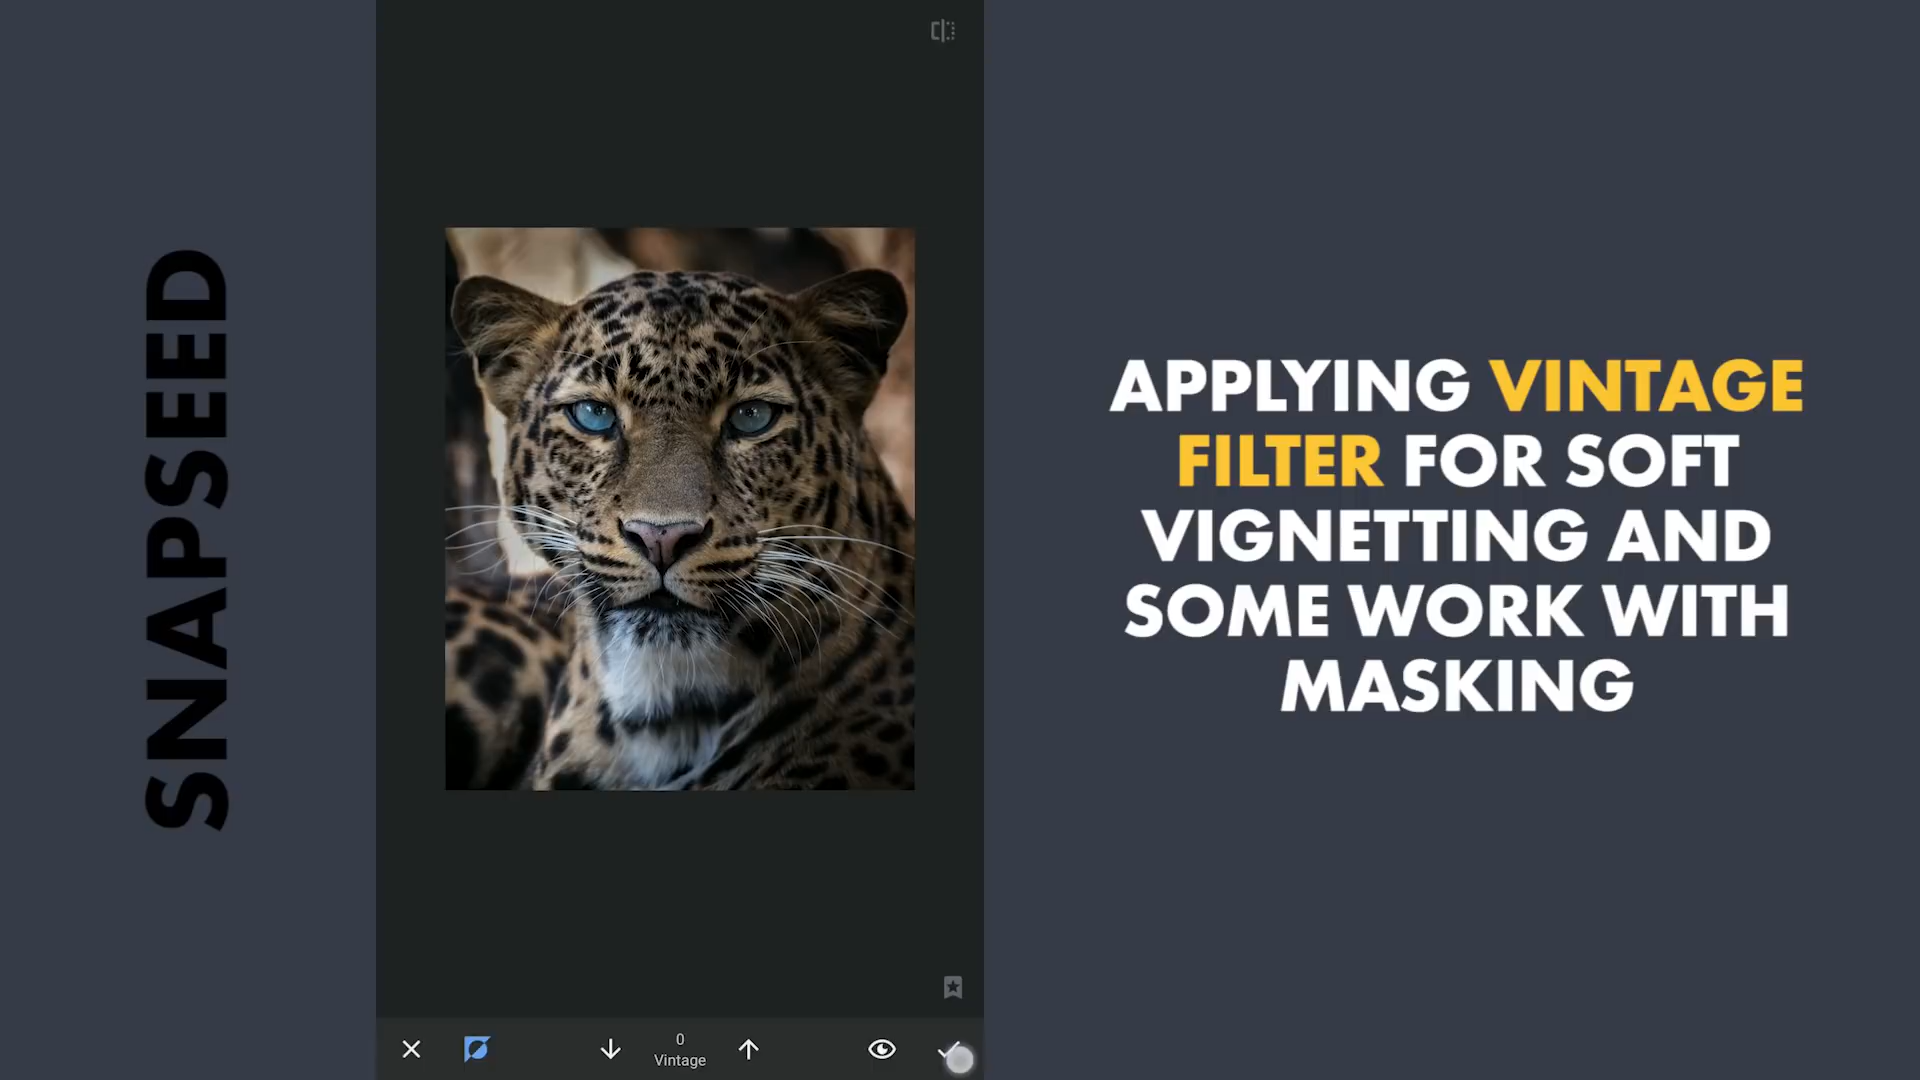 SNAPSEED
APPLYING VINTAGE
FILTER FOR SOFT
VIGNETTING AND
SOME WORK WITH
MASKING
0
Vintage